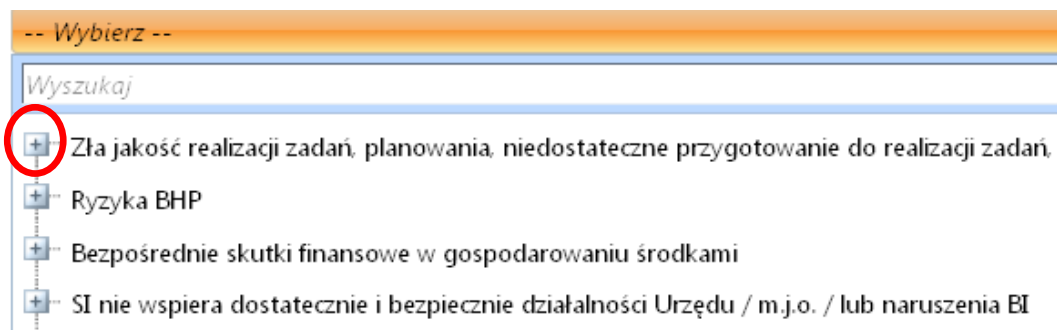 -- Wybierz --
Wyszukaj
Zła jakość realizacji zadań, planowania, niedostateczne przygotowanie do realizacji zadań,
Ryzyka BHP
Bezpośrednie skutki finansowe w gospodarowaniu środkami
SI nie wspiera dostatecznie i bezpiecznie działalności Urzędu / m.j.o. / lub naruszenia BI